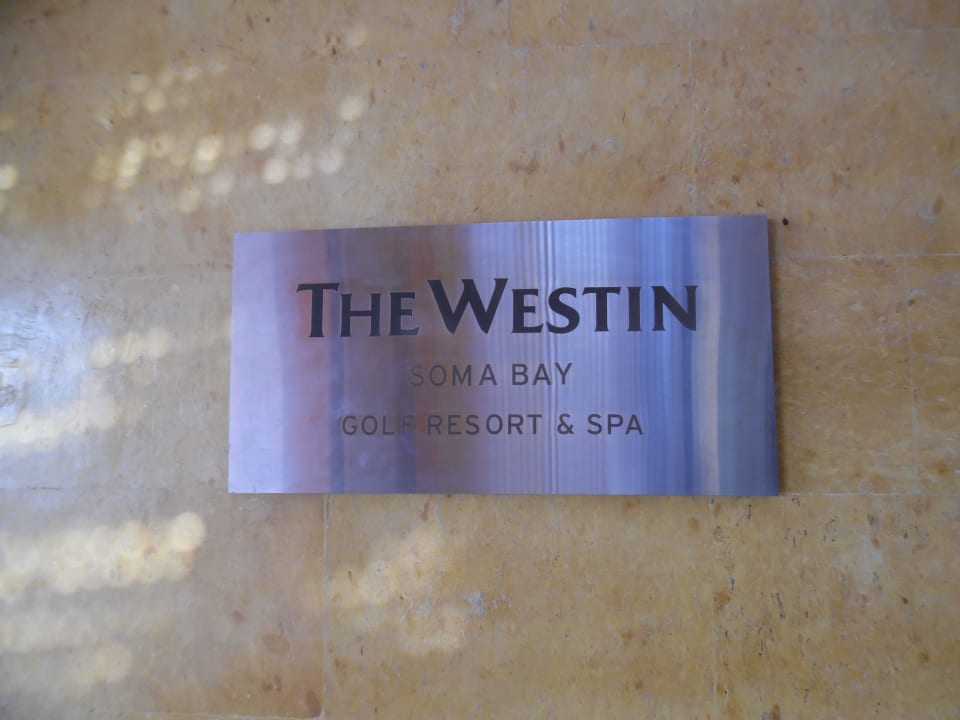 THE WESTIN
SOMA BAY
GOLF RESORT & SPA